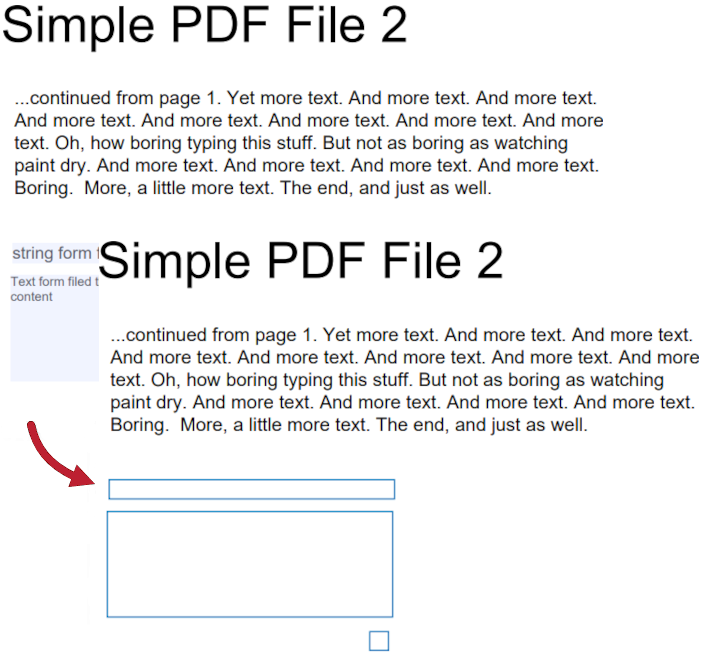 Simple PDF File 2
...continued from page 1. Yet more text. And more text. And more text.
And more text. And more text. And more text. And more text. And more
text. Oh, how boring typing this stuff. But not as boring as watching
paint dry. And more text. And more text. And more text. And more text.
Boring.  More, a little more text. The end, and just as well.
string form
Text form filed
content
Simple PDF File 2
...continued from page 1. Yet more text. And more text. And more text.
And more text. And more text. And more text. And more text. And more
text. Oh, how boring typing this stuff. But not as boring as watching
paint dry. And more text. And more text. And more text. And more text.
Boring.  More, a little more text. The end, and just as well.